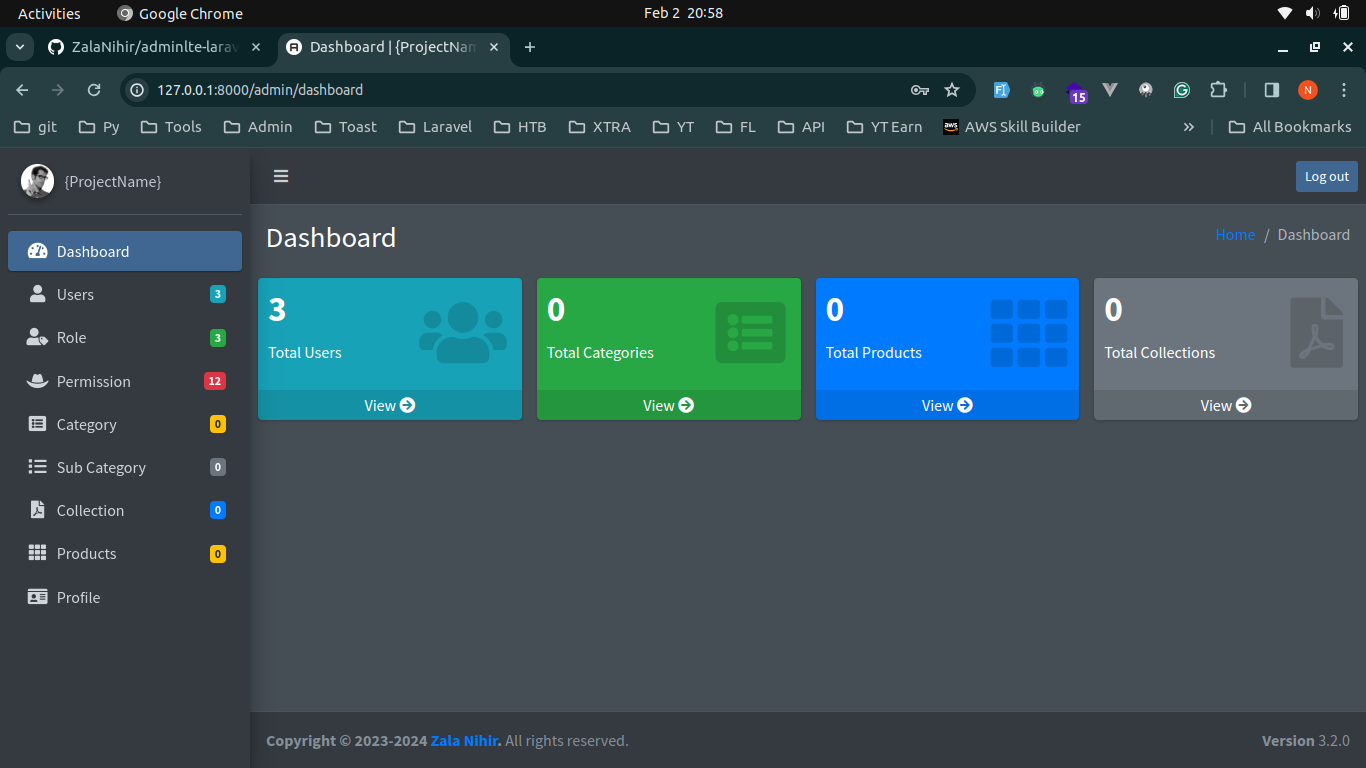 Activities Google Chrome Feb 2 20:58
ZalaNihir/adminlte-larav Dashboard | {ProjectNam
127.0.0.1:8000/admin/dashboard 15 N
git Py Tools Admin Toast Laravel HTB XTRA YT FL API YT Earn aws AWS Skill Builder » All Bookmarks
{ProjectName} Log out
Dashboard Home / Dashboard
Dashboard
Users 3
Role 3
Permission 12
Category 0
Sub Category 0
Collection 0
Products 0
Profile
3
Total Users
View
0
Total Categories
View
0
Total Products
View
0
Total Collections
View
Copyright © 2023-2024 Zala Nihir. All rights reserved. Version 3.2.0